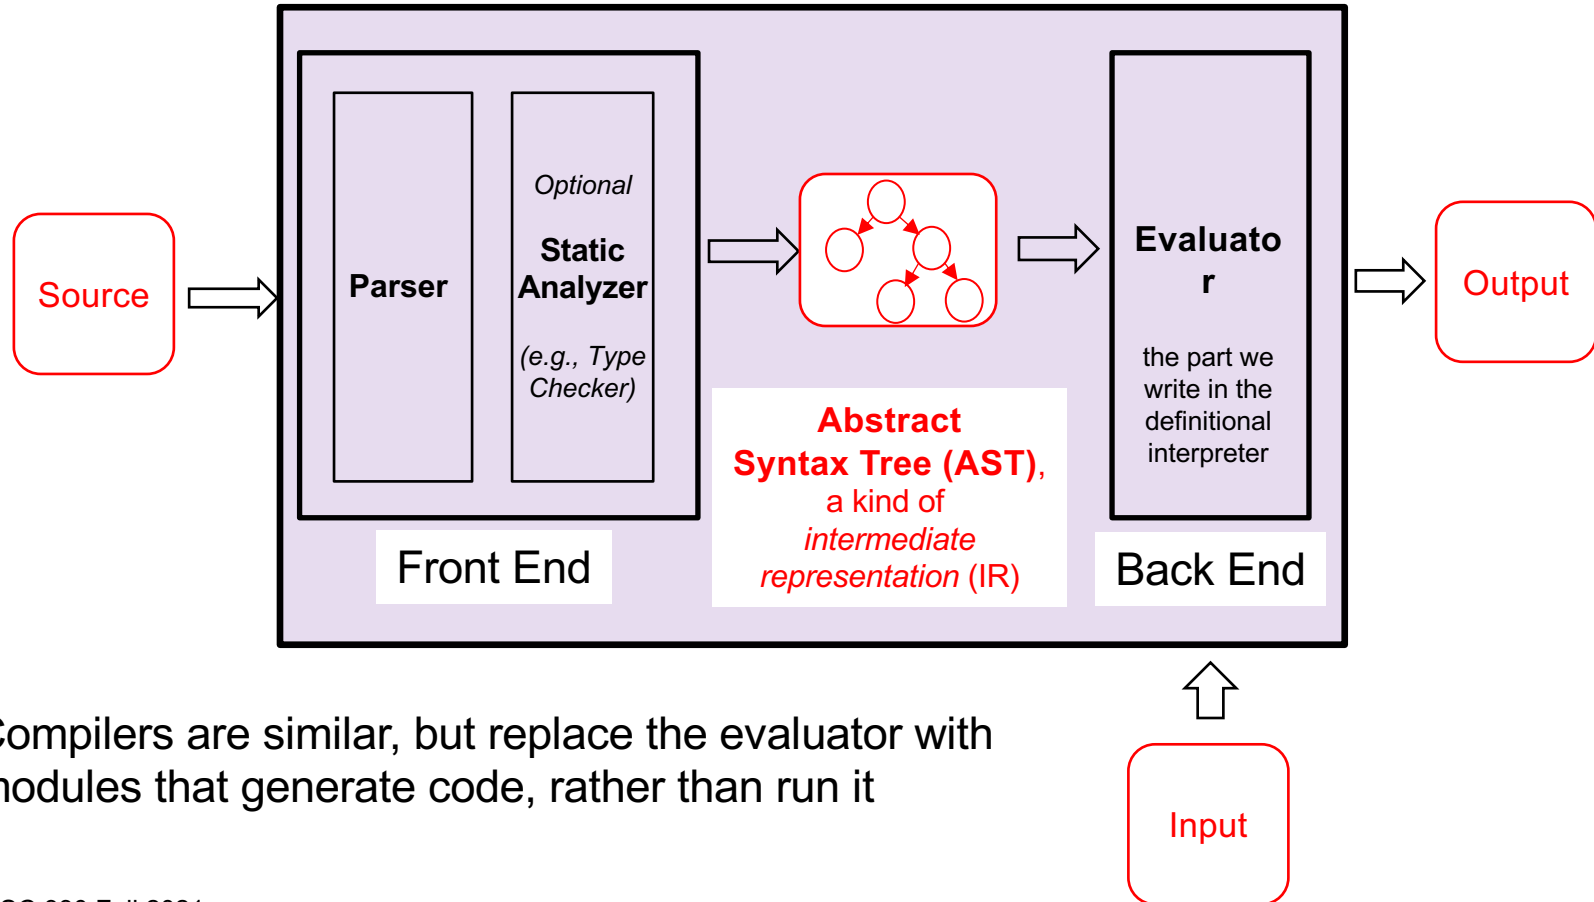 Source
Parser
Optional
Static
Analyzer
(e.g., Type
Checker)
Front End
Abstract
Syntax Tree (AST),
a kind of
intermediate
representation (IR)
Evaluato
r
the part we
write in the
definitional
interpreter
Back End
Output
Input
Compilers are similar, but replace the evaluator with
modules that generate code, rather than run it